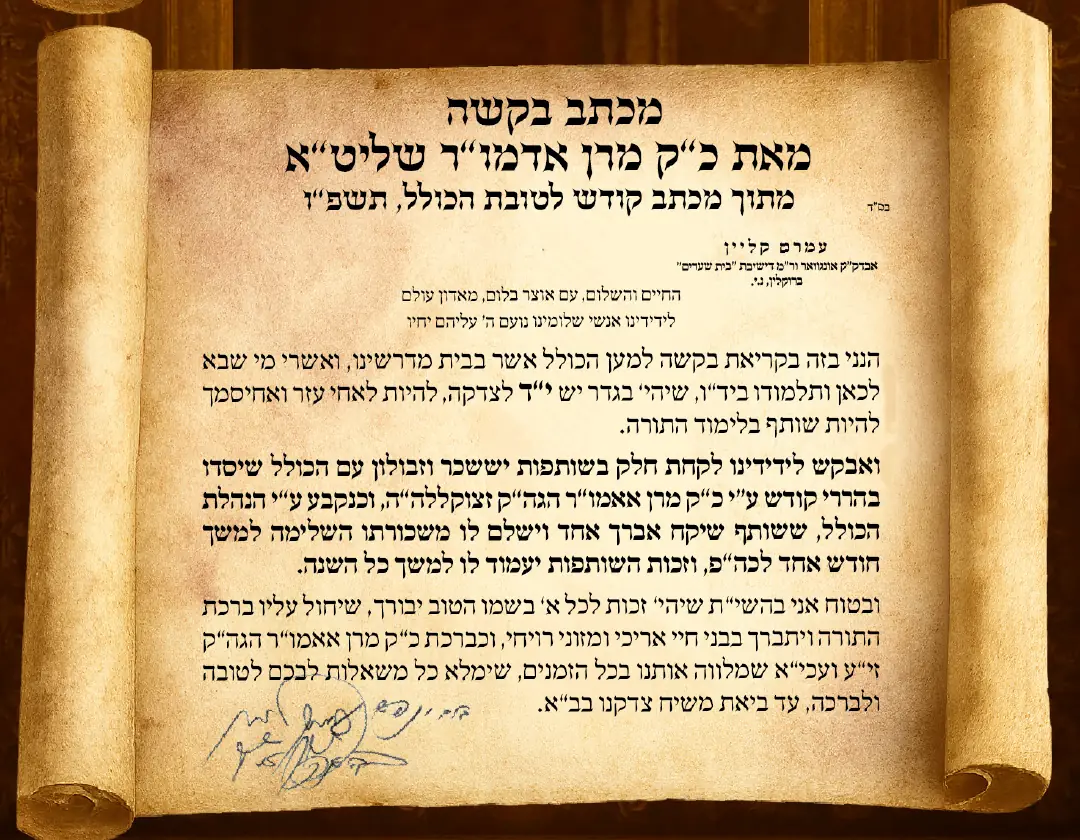 מכתב בקשה
מאת כ"ק מרן אדמו"ר שליט"א
מתוך מכתב קודש לטובת הכולל, תשפ"ו
בס"ד
עמרם קליין
אבדק"ק אונגוואר ור"מ דישיבת "בית שערים"
ברוקלין, נ.י.
החיים והשלום, עם אוצר בלום, מאדון עולם
לידידינו אנשי שלומינו נועם ה' עליהם יחיו
הנני בזה בקריאת בקשה למען הכולל אשר בבית מדרשינו, ואשרי מי שבא
לכאן ותלמודו ביד"ו, שיהי' בגדר יש י"ד לצדקה, להיות לאחי עזר ואחיסמך
להיות שותף בלימוד התורה.
ואבקש לידידינו לקחת חלק בשותפות יששכר וזבולון עם הכולל שיסדו
בהררי קודש ע"י כ"ק מרן אאמו"ר הגה"ק זצוקללה"ה, וכנקבע ע"י הנהלת
הכולל, ששותף שיקח אברך אחד וישלם לו משכורתו השלימה למשך
חודש אחד לכה"פ, וזכות השותפות יעמוד לו למשך כל השנה.
ובטוח אני בהשי"ת שיהי' זכות לכל א' בשמו הטוב יבורך, שיחול עליו ברכת
התורה ויתברך בבני חיי אריכי ומזוני רויחי, וכברכת כ"ק מרן אאמו"ר הגה"ק
זי"ע ועכי"א שמלווה אותנו בכל הזמנים, שימלא כל משאלות לבכם לטובה
ולברכה, עד ביאת משיח צדקנו בב"א.